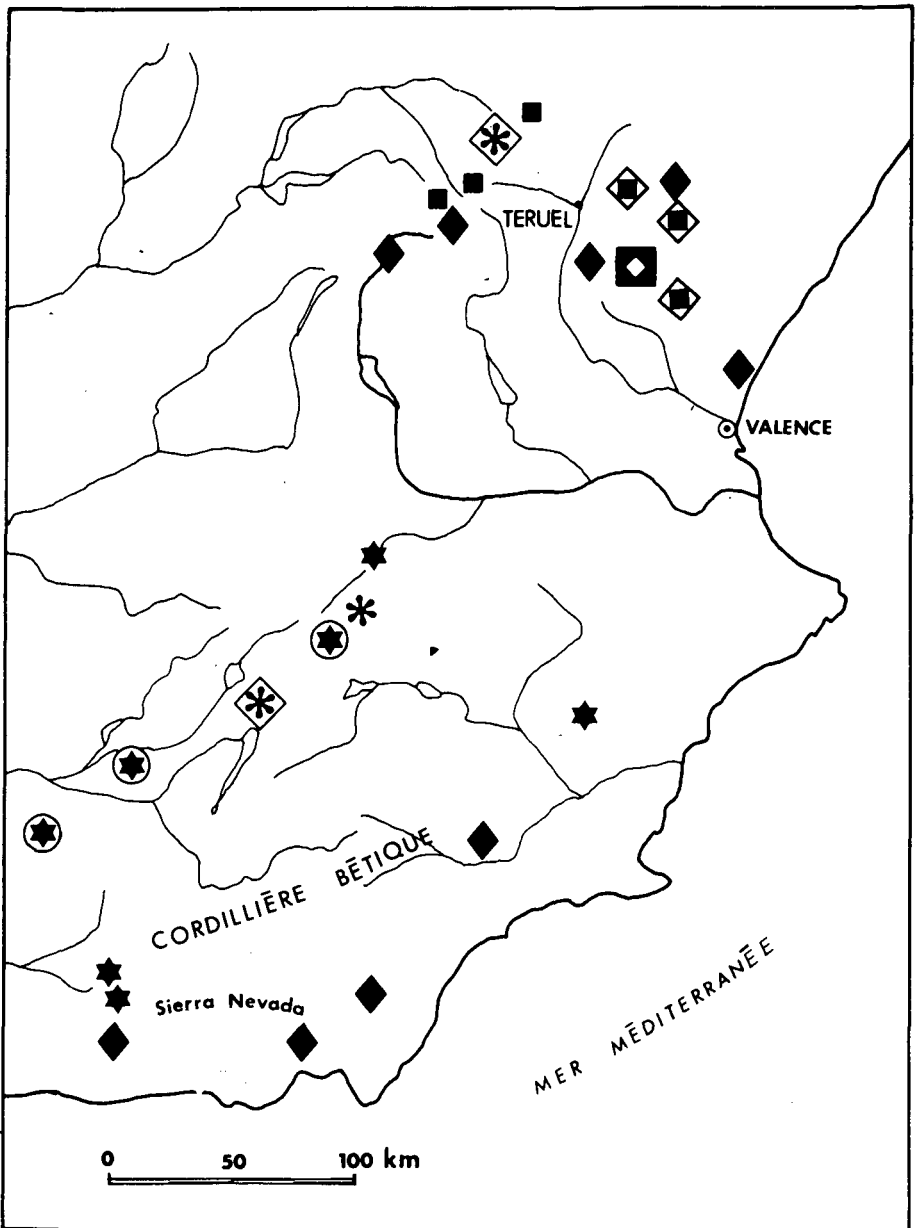 TERUEL
VALENCE
CORDILLIÈRE BÉTIQUE
Sierra Nevada
MER MÉDITERRANÉE
0 50 100 km